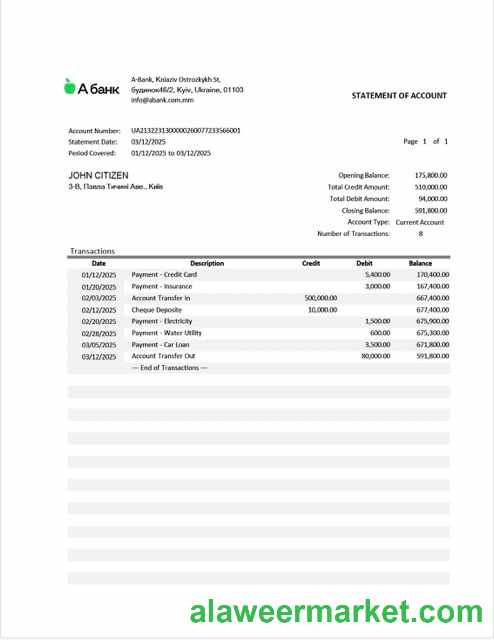 А банк
A-Bank, Kniaziv Ostrozkykh St,
будинок46/2, Kyiv, Ukraine, 01103
info@abank.com.mm
STATEMENT OF ACCOUNT
Account Number: UA213223130000026007233566001
Statement Date: 03/12/2025
Page 1 of 1
Period Covered: 01/12/2025 to 03/12/2025
JOHN CITIZEN
3-В, Павла Тичині Аве., Київ
Opening Balance: 175,800.00
Total Credit Amount: 510,000.00
Total Debit Amount: 94,000.00
Closing Balance: 591,800.00
Account Type: Current Account
Number of Transactions: 8
Transactions
Date Description Credit Debit Balance
01/12/2025 Payment - Credit Card 5,400.00 170,400.00
01/20/2025 Payment - Insurance 3,000.00 167,400.00
02/03/2025 Account Transfer In 500,000.00 667,400.00
02/12/2025 Cheque Deposite 10,000.00 677,400.00
02/20/2025 Payment - Electricity 1,500.00 675,900.00
02/28/2025 Payment - Water Utility 600.00 675,300.00
03/05/2025 Payment - Car Loan 3,500.00 671,800.00
03/12/2025 Account Transfer Out 80,000.00 591,800.00
--- End of Transactions ---
alaweermarket.com